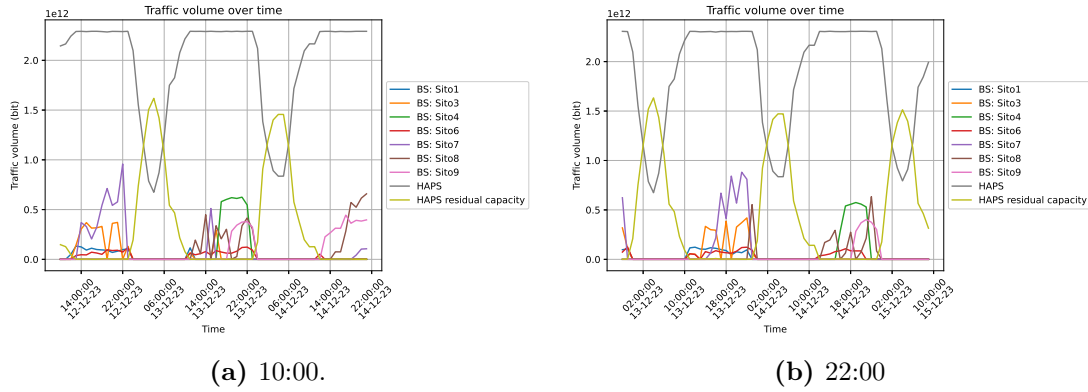 Traffic volume over time
1e12
Traffic volume (bit)
2.0
1.5
1.0
0.5
0.0
14:00:00
12-12-23
22:00:00
12-12-23
06:00:00
13-12-23
14:00:00
13-12-23
22:00:00
13-12-23
06:00:00
14-12-23
14:00:00
14-12-23
22:00:00
14-12-23
Time
BS: Sito1
BS: Sito3
BS: Sito4
BS: Sito6
BS: Sito7
BS: Sito8
BS: Sito9
HAPS
HAPS residual capacity
(a) 10:00.
Traffic volume over time
1e12
Traffic volume (bit)
2.0
1.5
1.0
0.5
0.0
02:00:00
13-12-23
10:00:00
13-12-23
18:00:00
13-12-23
02:00:00
14-12-23
10:00:00
14-12-23
18:00:00
14-12-23
02:00:00
15-12-23
10:00:00
15-12-23
Time
BS: Sito1
BS: Sito3
BS: Sito4
BS: Sito6
BS: Sito7
BS: Sito8
BS: Sito9
HAPS
HAPS residual capacity
(b) 22:00